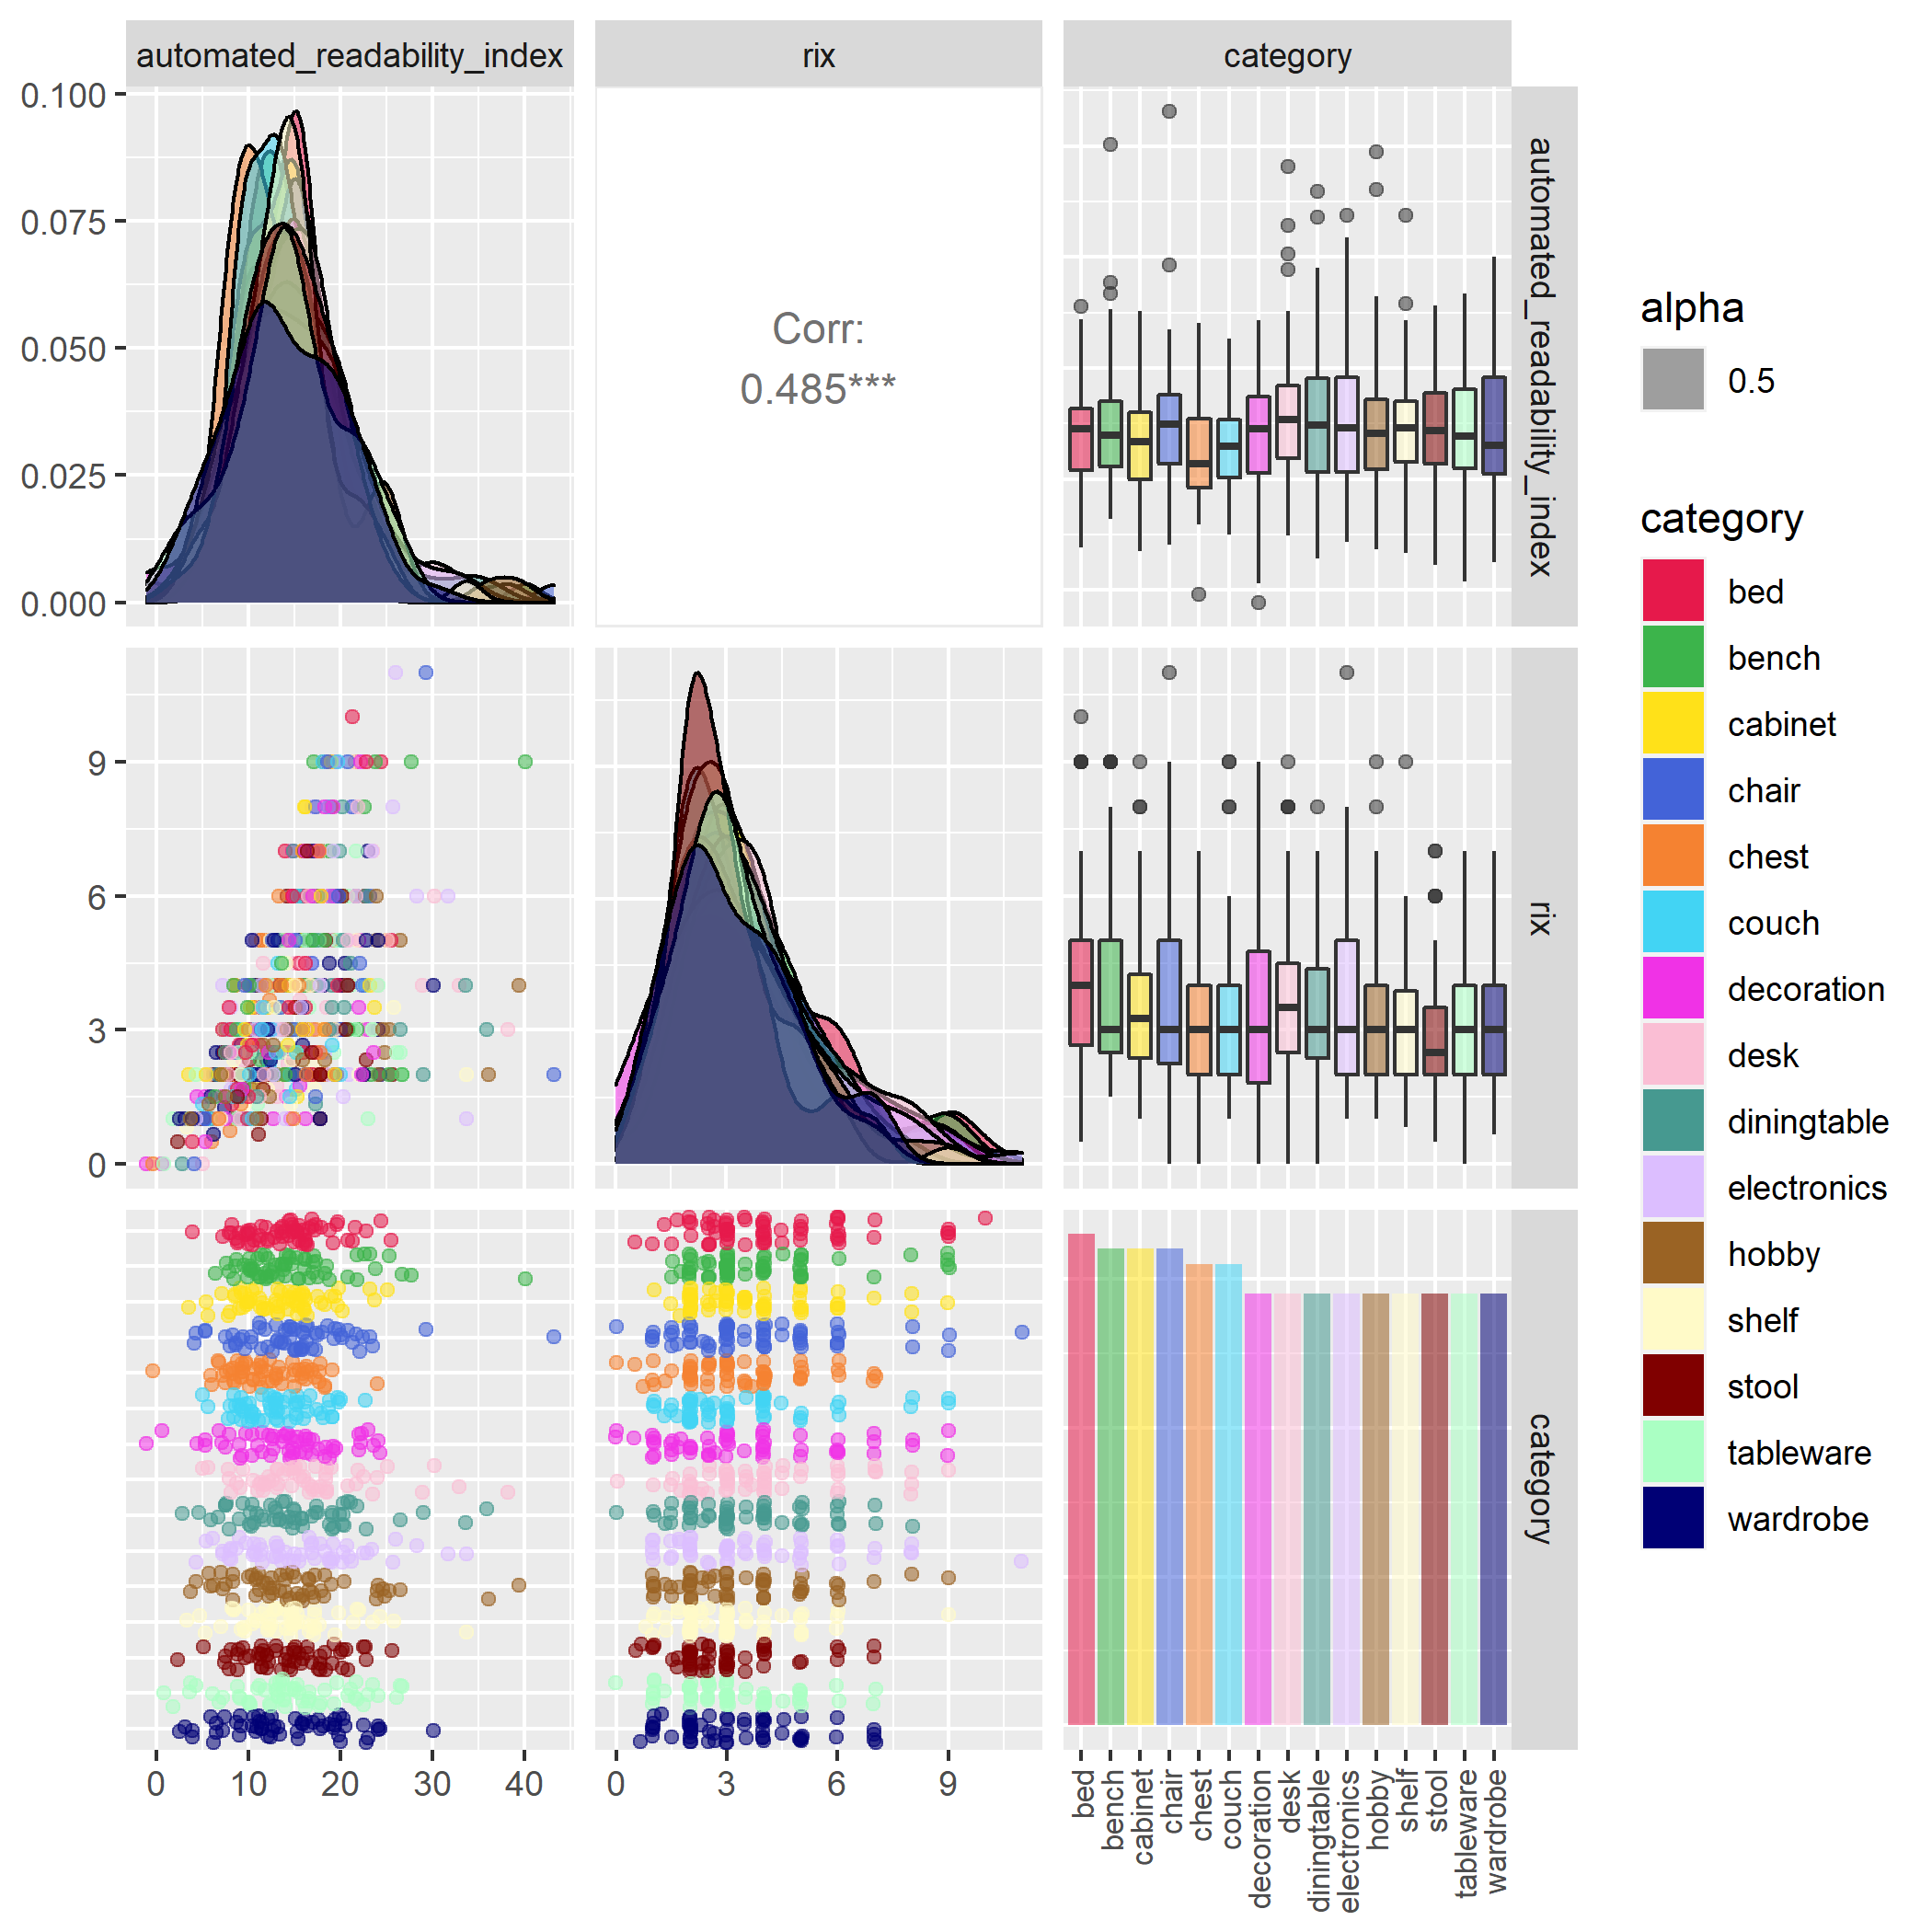 automated_readability_index
rix
category
0.100
0.075
0.050
0.025
0.000
Corr:
0.485***
automated_readability_index
9
6
3
0
rix
category
0
10
20
30
40
0
3
6
9
bed
bench
cabinet
chair
chest
couch
decoration
desk
diningtable
electronics
hobby
shelf
stool
tableware
wardrobe
alpha
0.5
category
bed
bench
cabinet
chair
chest
couch
decoration
desk
diningtable
electronics
hobby
shelf
stool
tableware
wardrobe